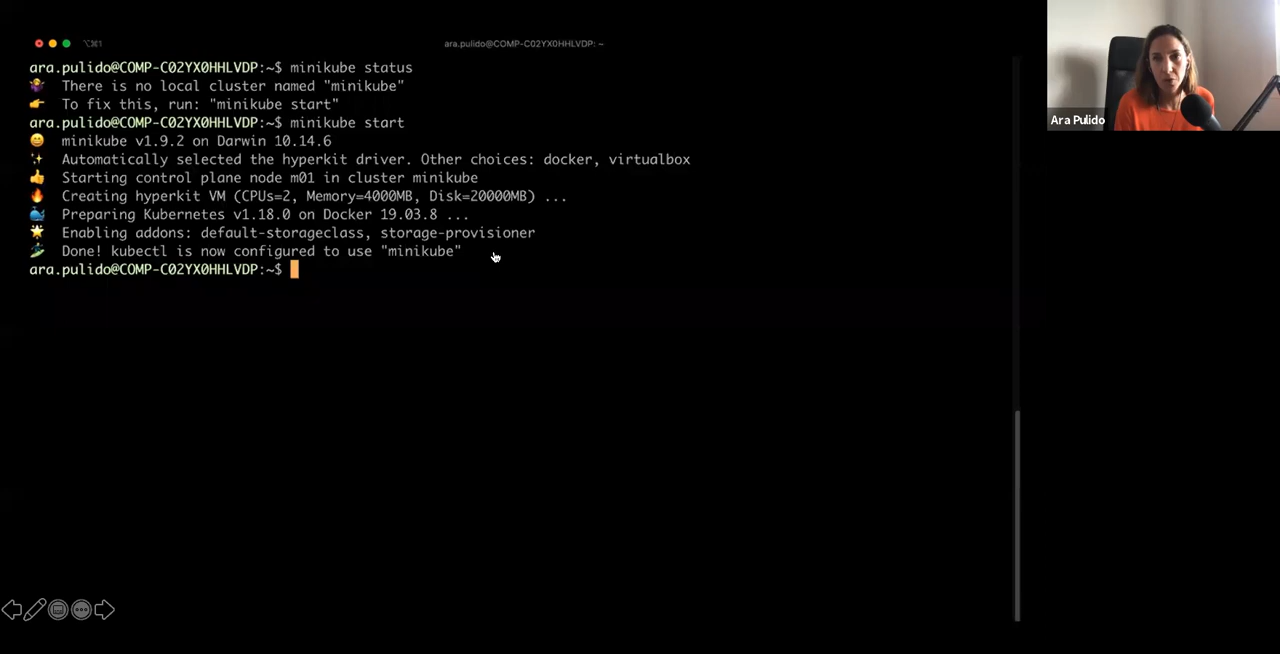 ⌥⌘1
ara.pulido@COMP-C02YX0HHLVDP: ~
ara.pulido@COMP-C02YX0HHLVDP:~$ minikube status
🤷 There is no local cluster named "minikube"
👉 To fix this, run: "minikube start"
ara.pulido@COMP-C02YX0HHLVDP:~$ minikube start
😄 minikube v1.9.2 on Darwin 10.14.6
✨ Automatically selected the hyperkit driver. Other choices: docker, virtualbox
👍 Starting control plane node m01 in cluster minikube
🔥 Creating hyperkit VM (CPUs=2, Memory=4000MB, Disk=20000MB) ...
🐳 Preparing Kubernetes v1.18.0 on Docker 19.03.8 ...
🌟 Enabling addons: default-storageclass, storage-provisioner
🏄 Done! kubectl is now configured to use "minikube"
ara.pulido@COMP-C02YX0HHLVDP:~$
Ara Pulido